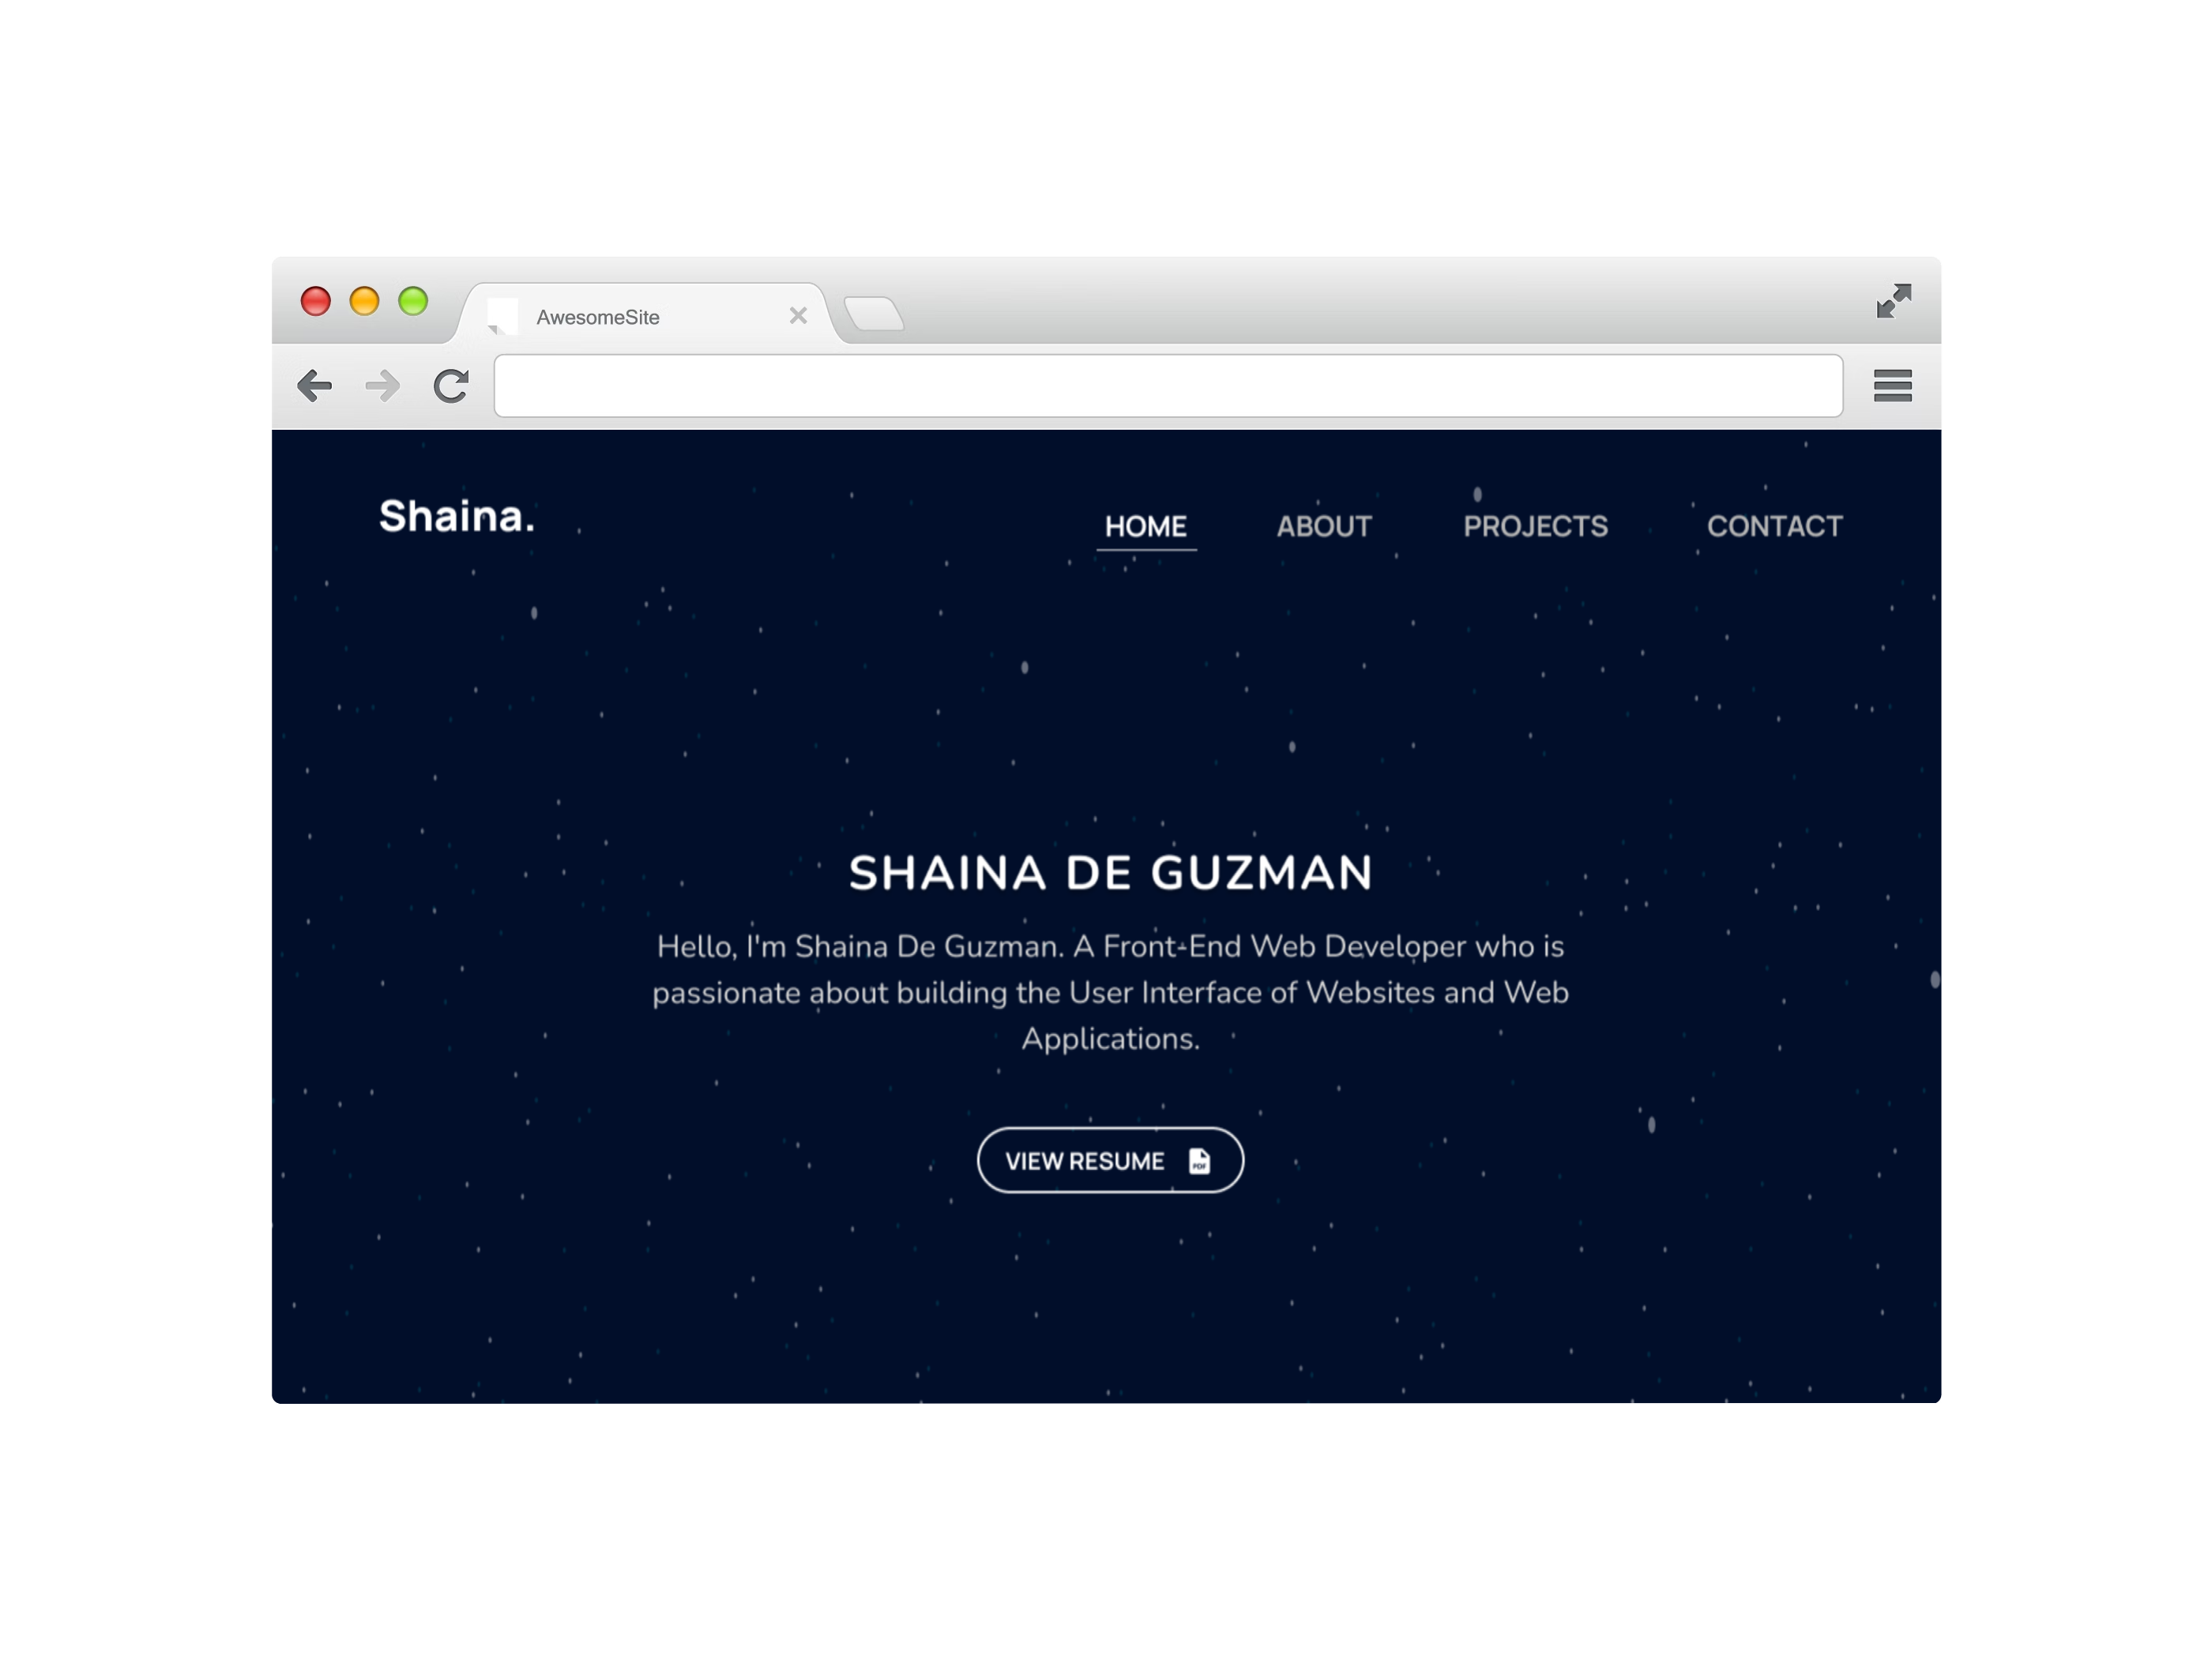 AwesomeSite
Shaina.
HOME ABOUT PROJECTS CONTACT
SHAINA DE GUZMAN
Hello, I'm Shaina De Guzman. A Front-End Web Developer who is
passionate about building the User Interface of Websites and Web
Applications.
VIEW RESUME PDF